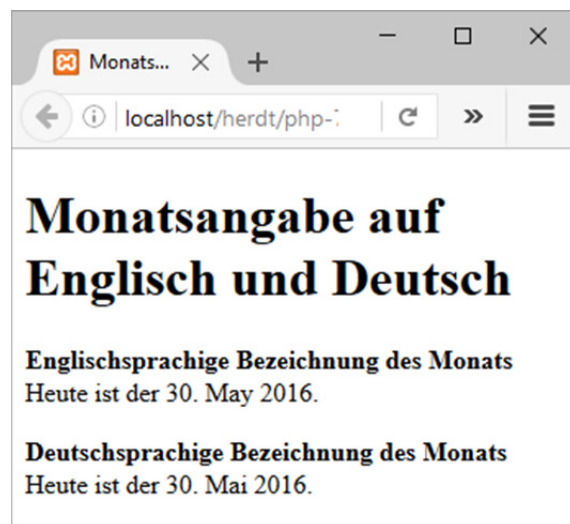 Monats...
localhost/herdt/php-
Monatsangabe auf
Englisch und Deutsch
Englischsprachige Bezeichnung des Monats
Heute ist der 30. May 2016.
Deutschsprachige Bezeichnung des Monats
Heute ist der 30. Mai 2016.